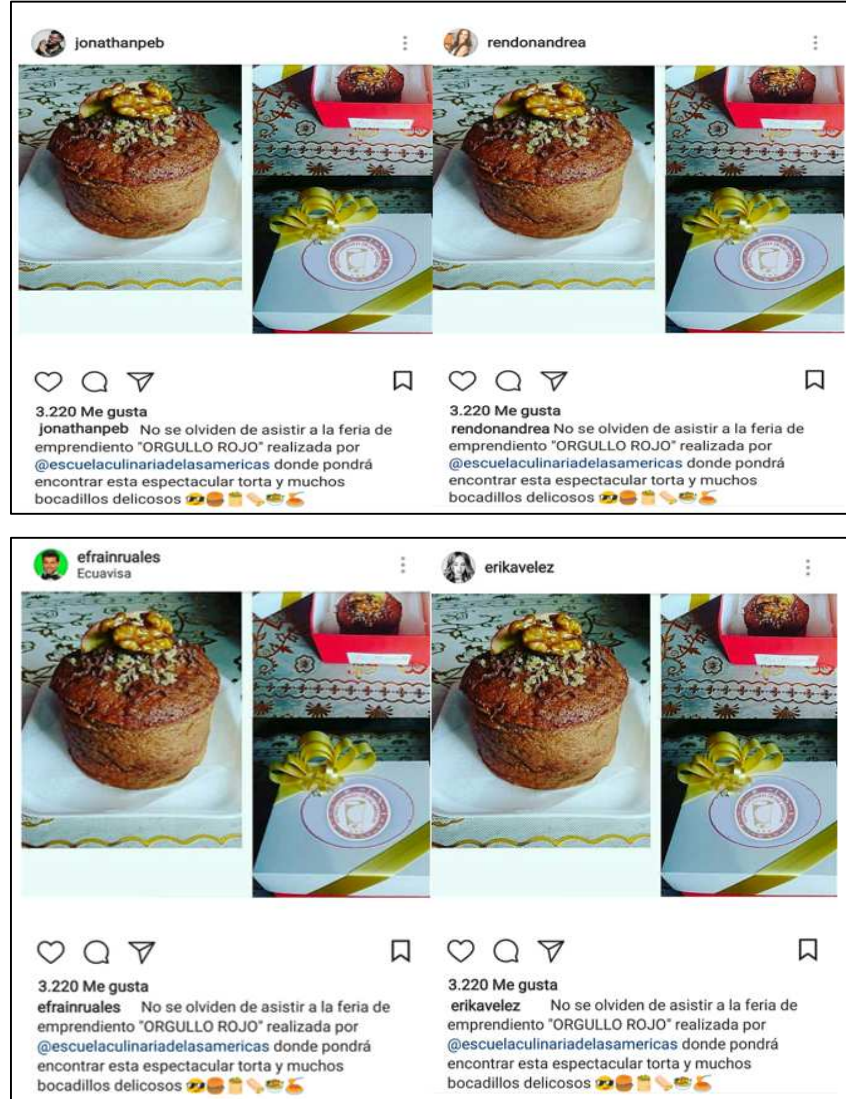 jonathanpeb
3.220 Me gusta
jonathanpeb No se olviden de asistir a la feria de
emprendiento "ORGULLO ROJO" realizada por
@escuelaculinariadelasamericas donde pondrá
encontrar esta espectacular torta y muchos
bocadillos delicosos 😎🍔🌯🌮🥗🍝
rendonandrea
3.220 Me gusta
rendonandrea No se olviden de asistir a la feria de
emprendiento "ORGULLO ROJO" realizada por
@escuelaculinariadelasamericas donde pondrá
encontrar esta espectacular torta y muchos
bocadillos delicosos 😎🍔🌯🌮🥗🍝
efrainruales
Ecuavisa
3.220 Me gusta
efrainruales No se olviden de asistir a la feria de
emprendiento "ORGULLO ROJO" realizada por
@escuelaculinariadelasamericas donde pondrá
encontrar esta espectacular torta y muchos
bocadillos delicosos 😎🍔🌯🌮🥗🍝
erikavelez
3.220 Me gusta
erikavelez No se olviden de asistir a la feria de
emprendiento "ORGULLO ROJO" realizada por
@escuelaculinariadelasamericas donde pondrá
encontrar esta espectacular torta y muchos
bocadillos delicosos 😎🍔🌯🌮🥗🍝